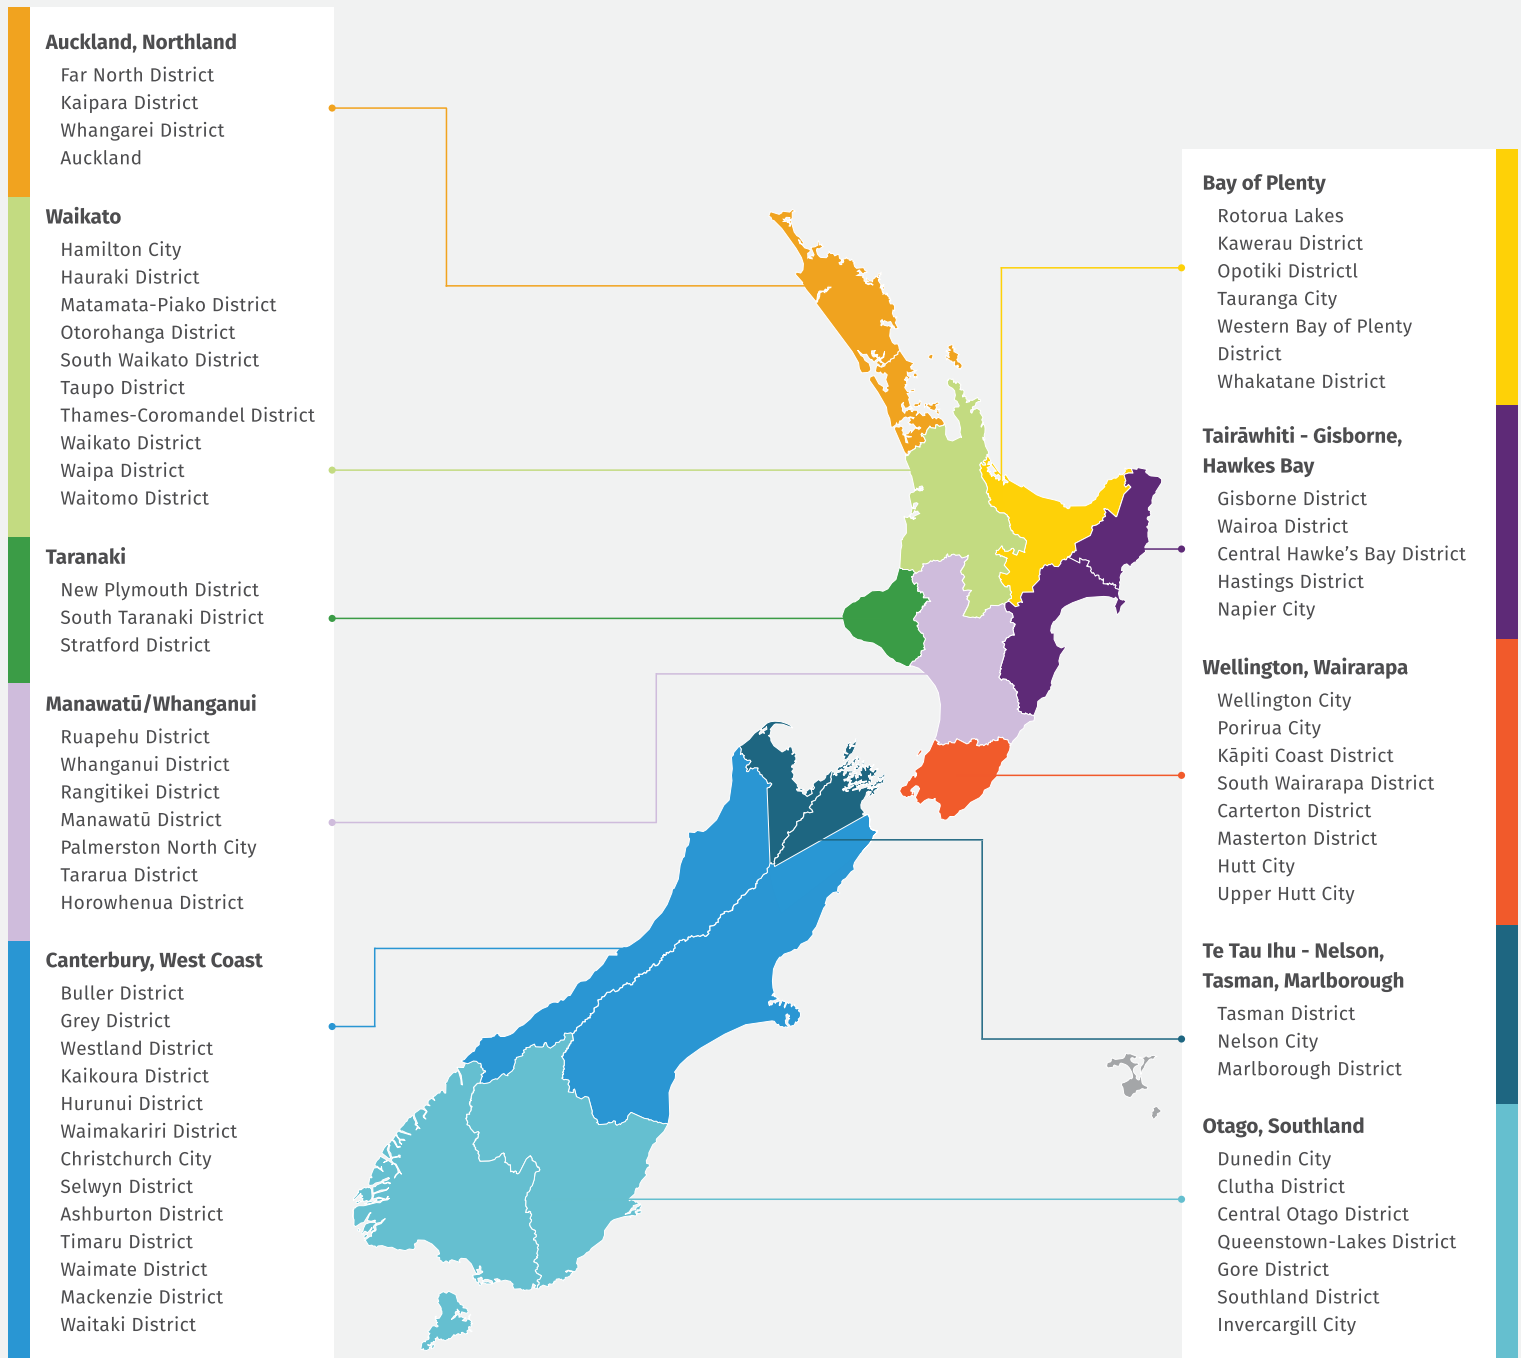 Auckland, Northland
Far North District
Kaipara District
Whangarei District
Auckland
Waikato
Hamilton City
Hauraki District
Matamata-Piako District
Otorohanga District
South Waikato District
Taupo District
Thames-Coromandel District
Waikato District
Waipa District
Waitomo District
Taranaki
New Plymouth District
South Taranaki District
Stratford District
Manawatū/Whanganui
Ruapehu District
Whanganui District
Rangitikei District
Manawatū District
Palmerston North City
Tararua District
Horowhenua District
Canterbury, West Coast
Buller District
Grey District
Westland District
Kaikoura District
Hurunui District
Waimakariri District
Christchurch City
Selwyn District
Ashburton District
Timaru District
Waimate District
Mackenzie District
Waitaki District
Bay of Plenty
Rotorua Lakes
Kawerau District
Opotiki Districtl
Tauranga City
Western Bay of Plenty
District
Whakatane District
Tairāwhiti - Gisborne,
Hawkes Bay
Gisborne District
Wairoa District
Central Hawke’s Bay District
Hastings District
Napier City
Wellington, Wairarapa
Wellington City
Porirua City
Kāpiti Coast District
South Wairarapa District
Carterton District
Masterton District
Hutt City
Upper Hutt City
Te Tau Ihu - Nelson,
Tasman, Marlborough
Tasman District
Nelson City
Marlborough District
Otago, Southland
Dunedin City
Clutha District
Central Otago District
Queenstown-Lakes District
Gore District
Southland District
Invercargill City